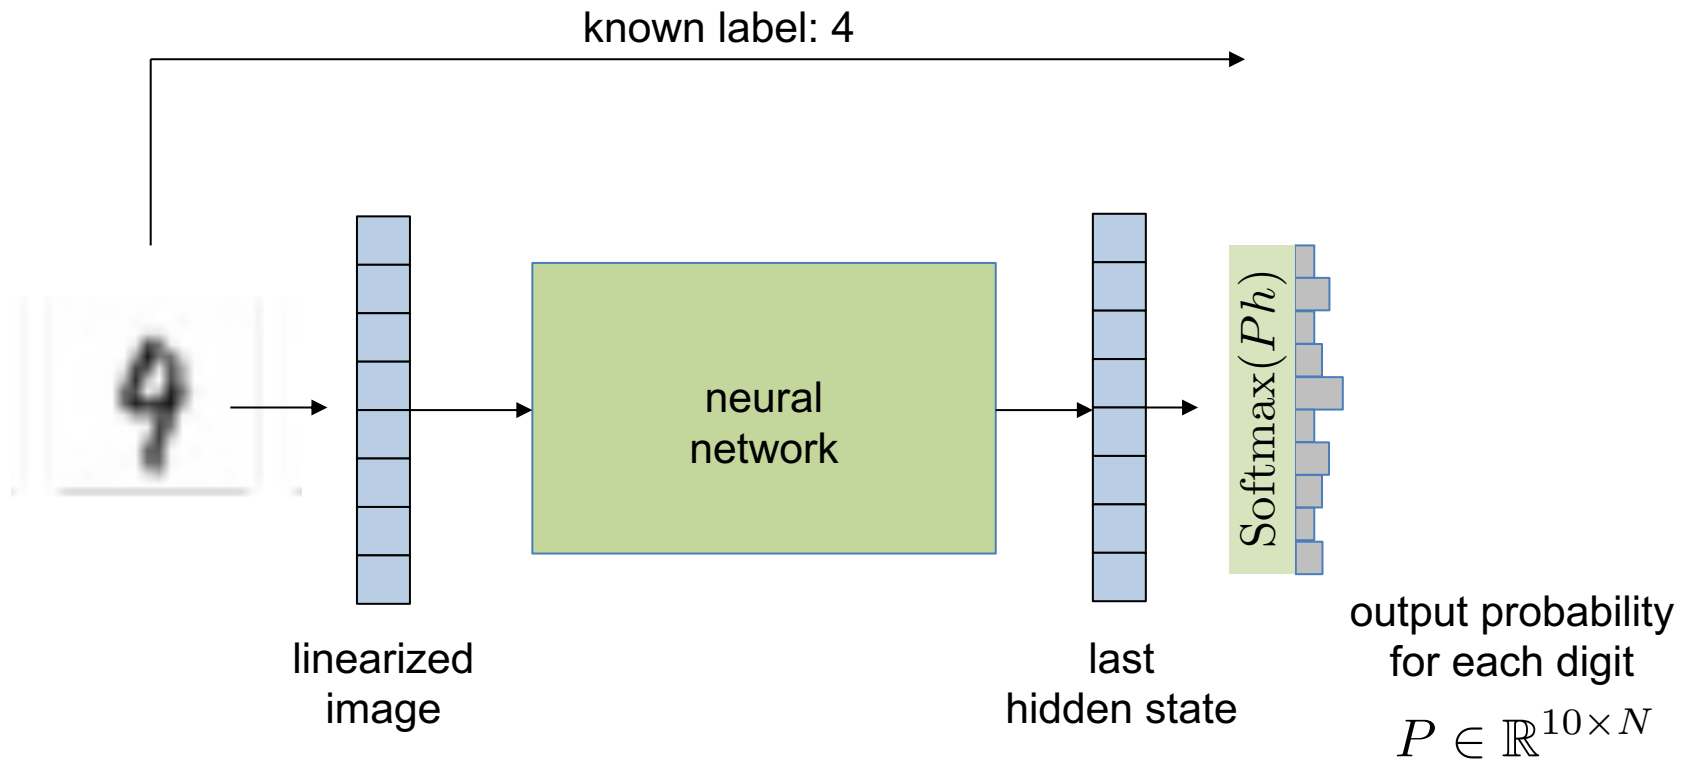 known label: 4
4
neural
network
Softmax(Ph)
linearized
image
last
hidden state
output probability
for each digit
P ∈ ℝ^{10×N}